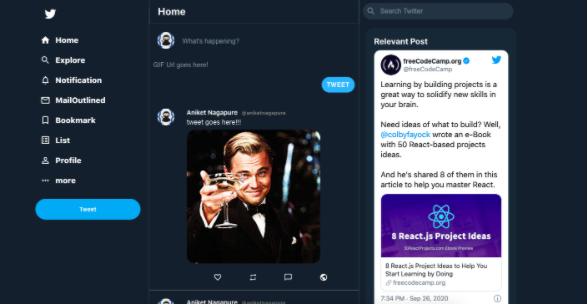 Home
Explore
Notification
MailOutlined
Bookmark
List
Profile
more
Tweet
Home
What's happening?
GIF Url goes here!
TWEET
Aniket Nagapure @aniketnagapure
tweet goes here!!!
Aniket Nagapure
Search Twitter
Relevant Post
freeCodeCamp.org
@freeCodeCamp
Learning by building projects is a
great way to solidify new skills in
your brain.
Need ideas of what to build? Well,
@colbyfayock wrote an e-Book
with 50 React-based projects
ideas.
And he's shared 8 of them in this
article to help you master React.
8 React.js Project Ideas
50ReactProjects.com Ebook Preview
8 React.js Project Ideas to Help You
Start Learning by Doing
freecodecamp.org
7:34 PM · Sep 26, 2020